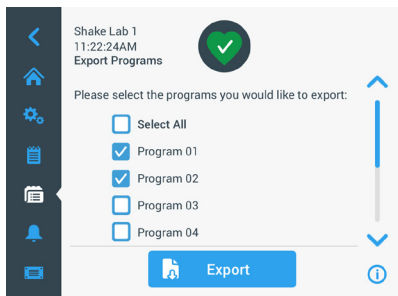 Shake Lab 1
11:22:24AM
Export Programs
Please select the programs you would like to export:
Select All
Program 01
Program 02
Program 03
Program 04
Export